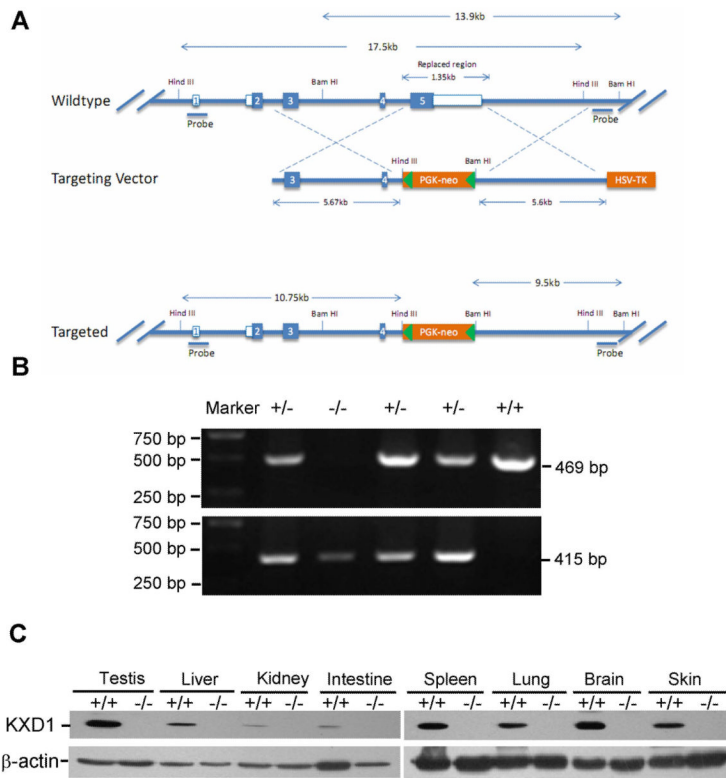 A
13.9kb
17.5kb
Replaced region
1.35kb
Hind III
Bam HI
Hind III
Bam HI
Wildtype
1
2
3
4
5
Probe
Probe
Hind III
Bam HI
Targeting Vector
3
4
PGK-neo
HSV-TK
5.67kb
5.6kb
9.5kb
10.75kb
Hind III
Bam HI
Hind III
Bam HI
Hind III
Bam HI
Targeted
1
2
3
4
PGK-neo
Probe
Probe
B
Marker +/- -/- +/- +/- +/+
750 bp
500 bp
469 bp
250 bp
750 bp
500 bp
415 bp
250 bp
C
Testis Liver Kidney Intestine Spleen Lung Brain Skin
+/+ -/- +/+ -/- +/+ -/- +/+ -/- +/+ -/- +/+ -/- +/+ -/- +/+ -/-
KXD1
β-actin